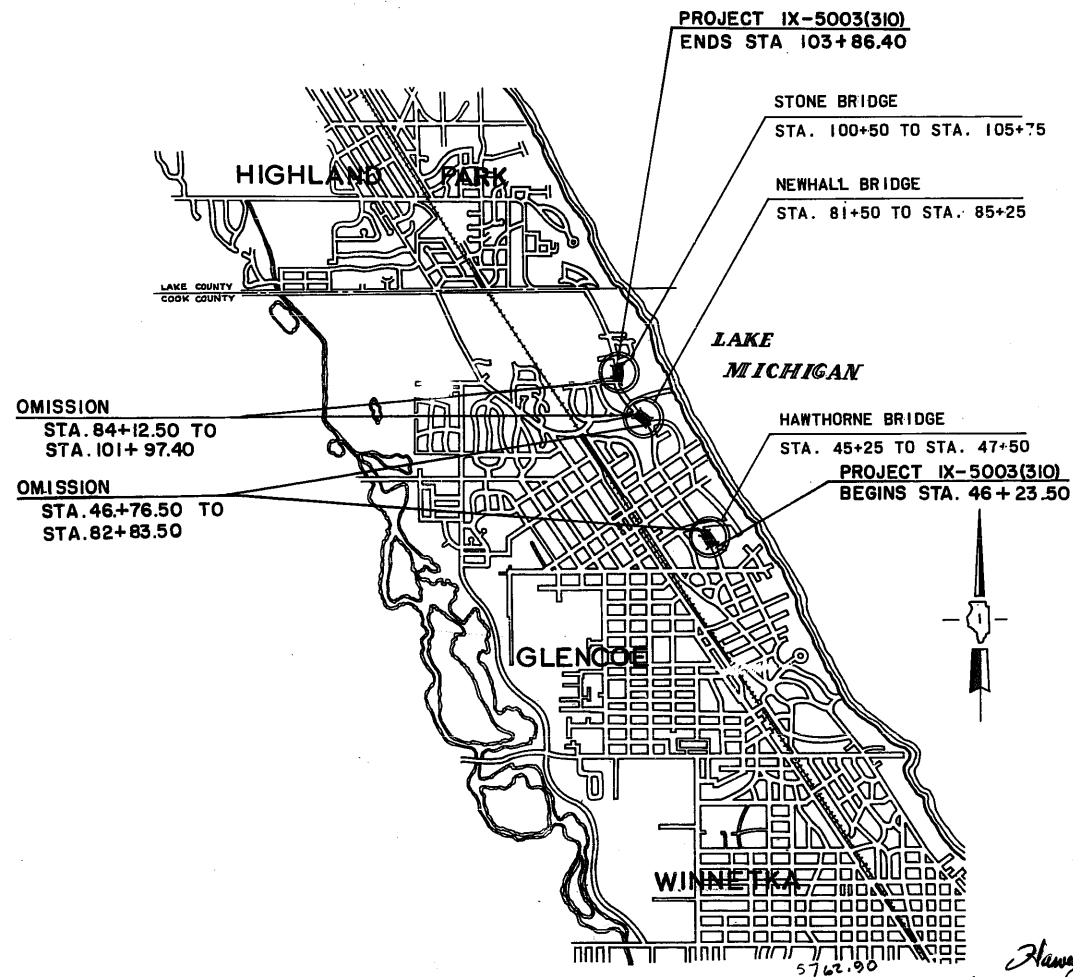 PROJECT IX-5003(310)
ENDS STA 103+86.40
STONE BRIDGE
STA. 100+50 TO STA. 105+75
NEWHALL BRIDGE
STA. 81+50 TO STA. 85+25
HIGHLAND PARK
LAKE COUNTY
COOK COUNTY
LAKE
MICHIGAN
OMISSION
STA. 84+12.50 TO
STA. 101+97.40
HAWTHORNE BRIDGE
STA. 45+25 TO STA. 47+50
PROJECT IX-5003(310)
BEGINS STA. 46+23.50
OMISSION
STA. 46+76.50 TO
STA. 82+83.50
GLENCOE
WINNETKA
5762.90